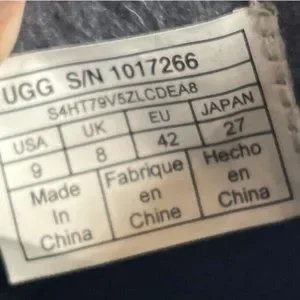 UGG S/N 1017266
S4HT79V5ZLCDEA8
USA UK EU JAPAN
9 8 42 27
Made In China Fabrique en Chine Hecho en China